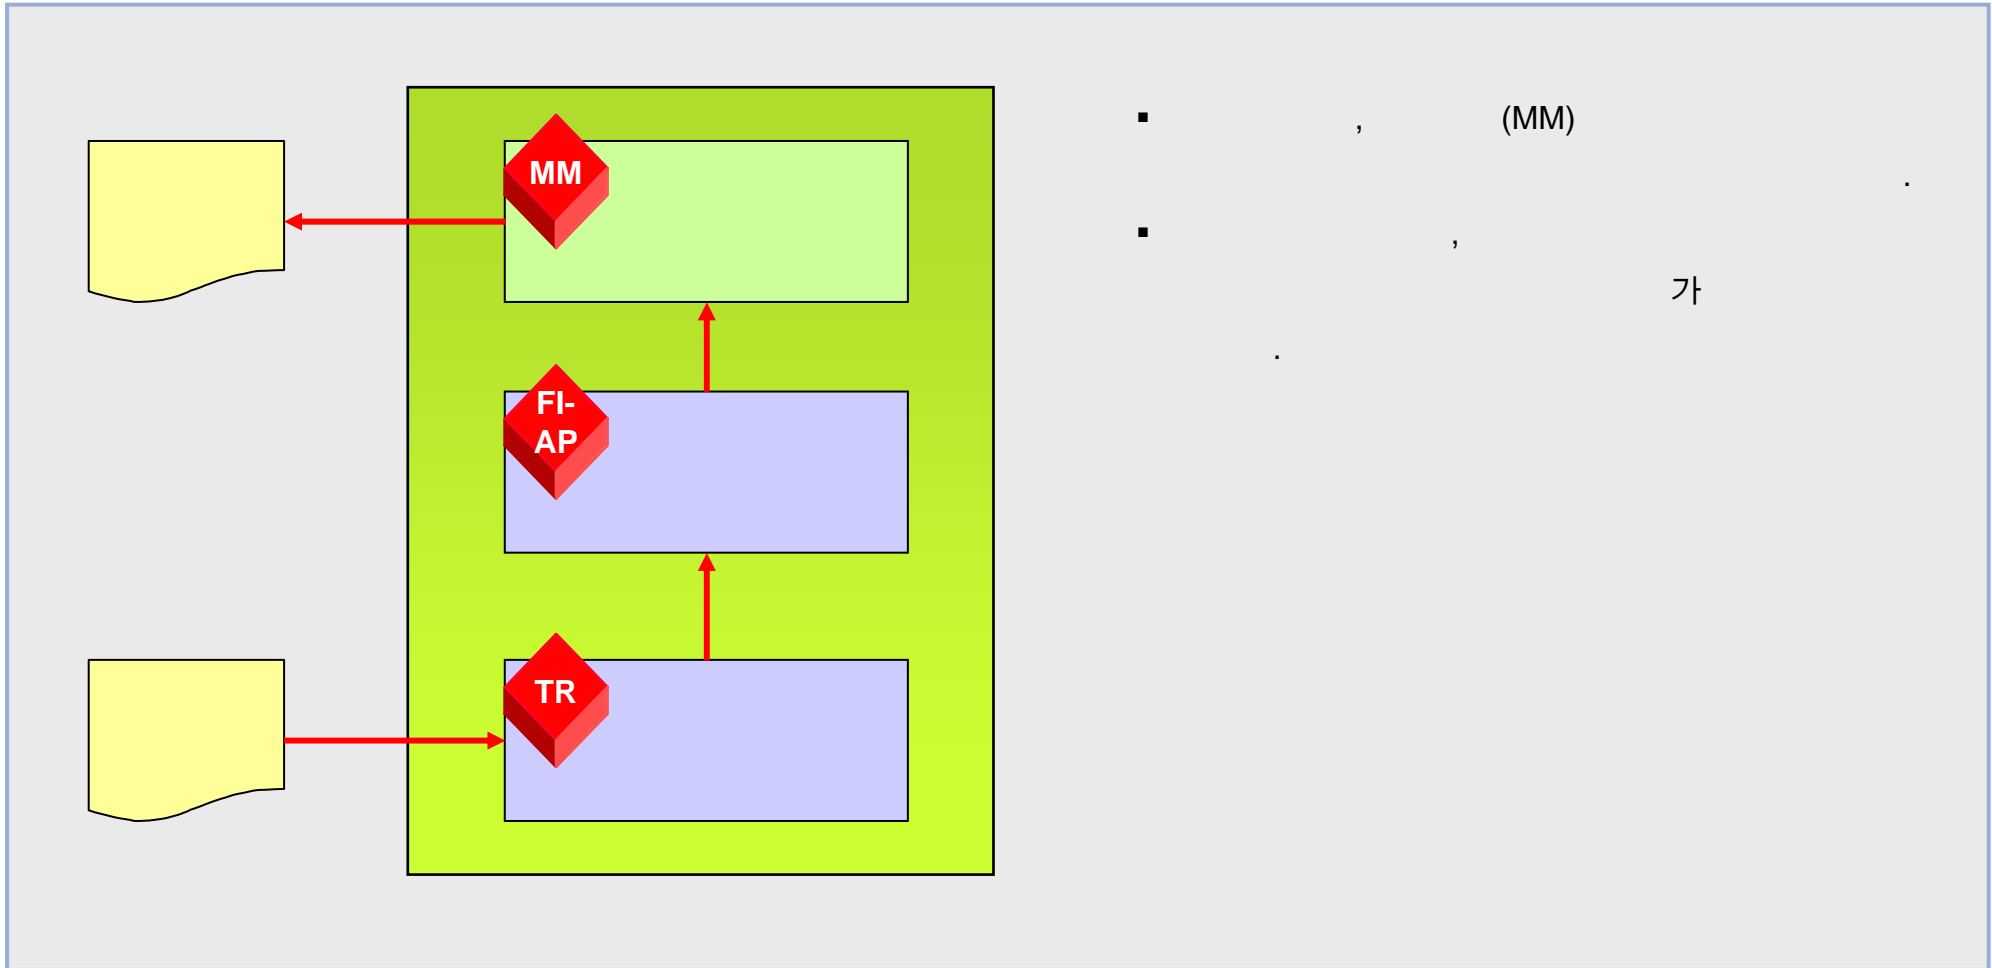 MM
FI-
AP
TR
▪ , (MM)
.
▪ ,
가
.